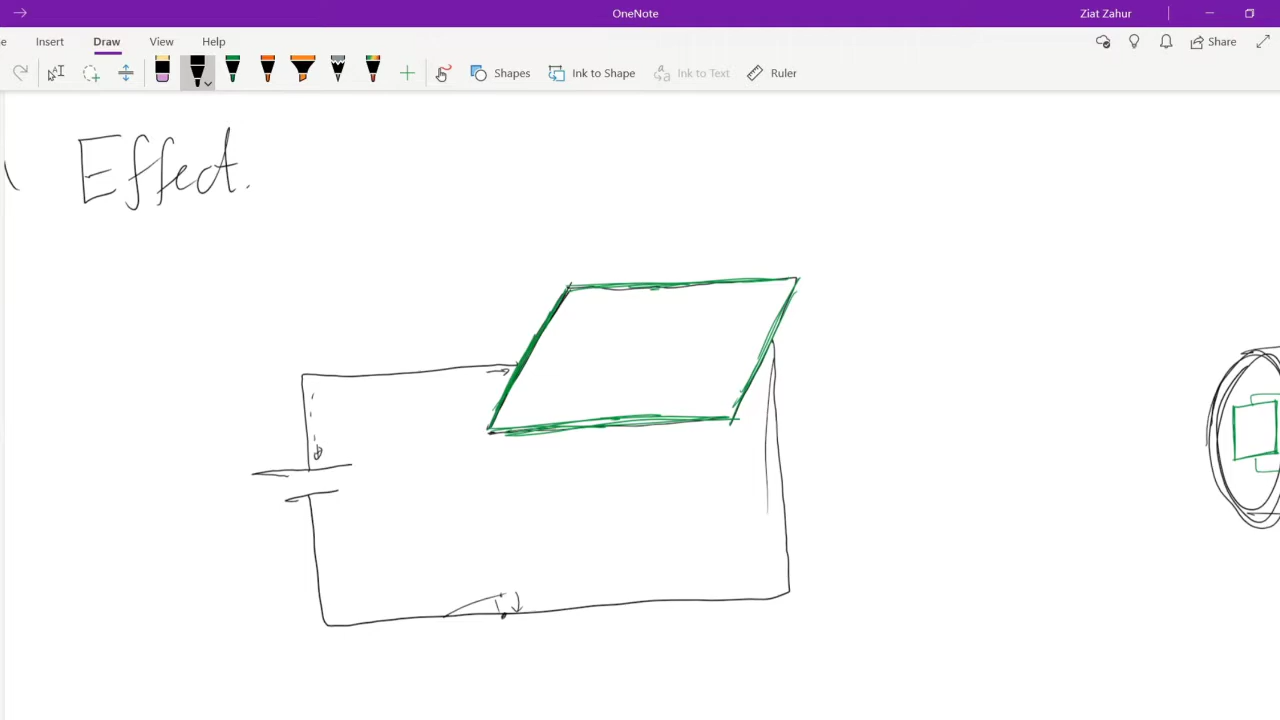 OneNote
Ziat Zahur
Insert Draw View Help
Share
Shapes Ink to Shape Ink to Text Ruler
Effect.